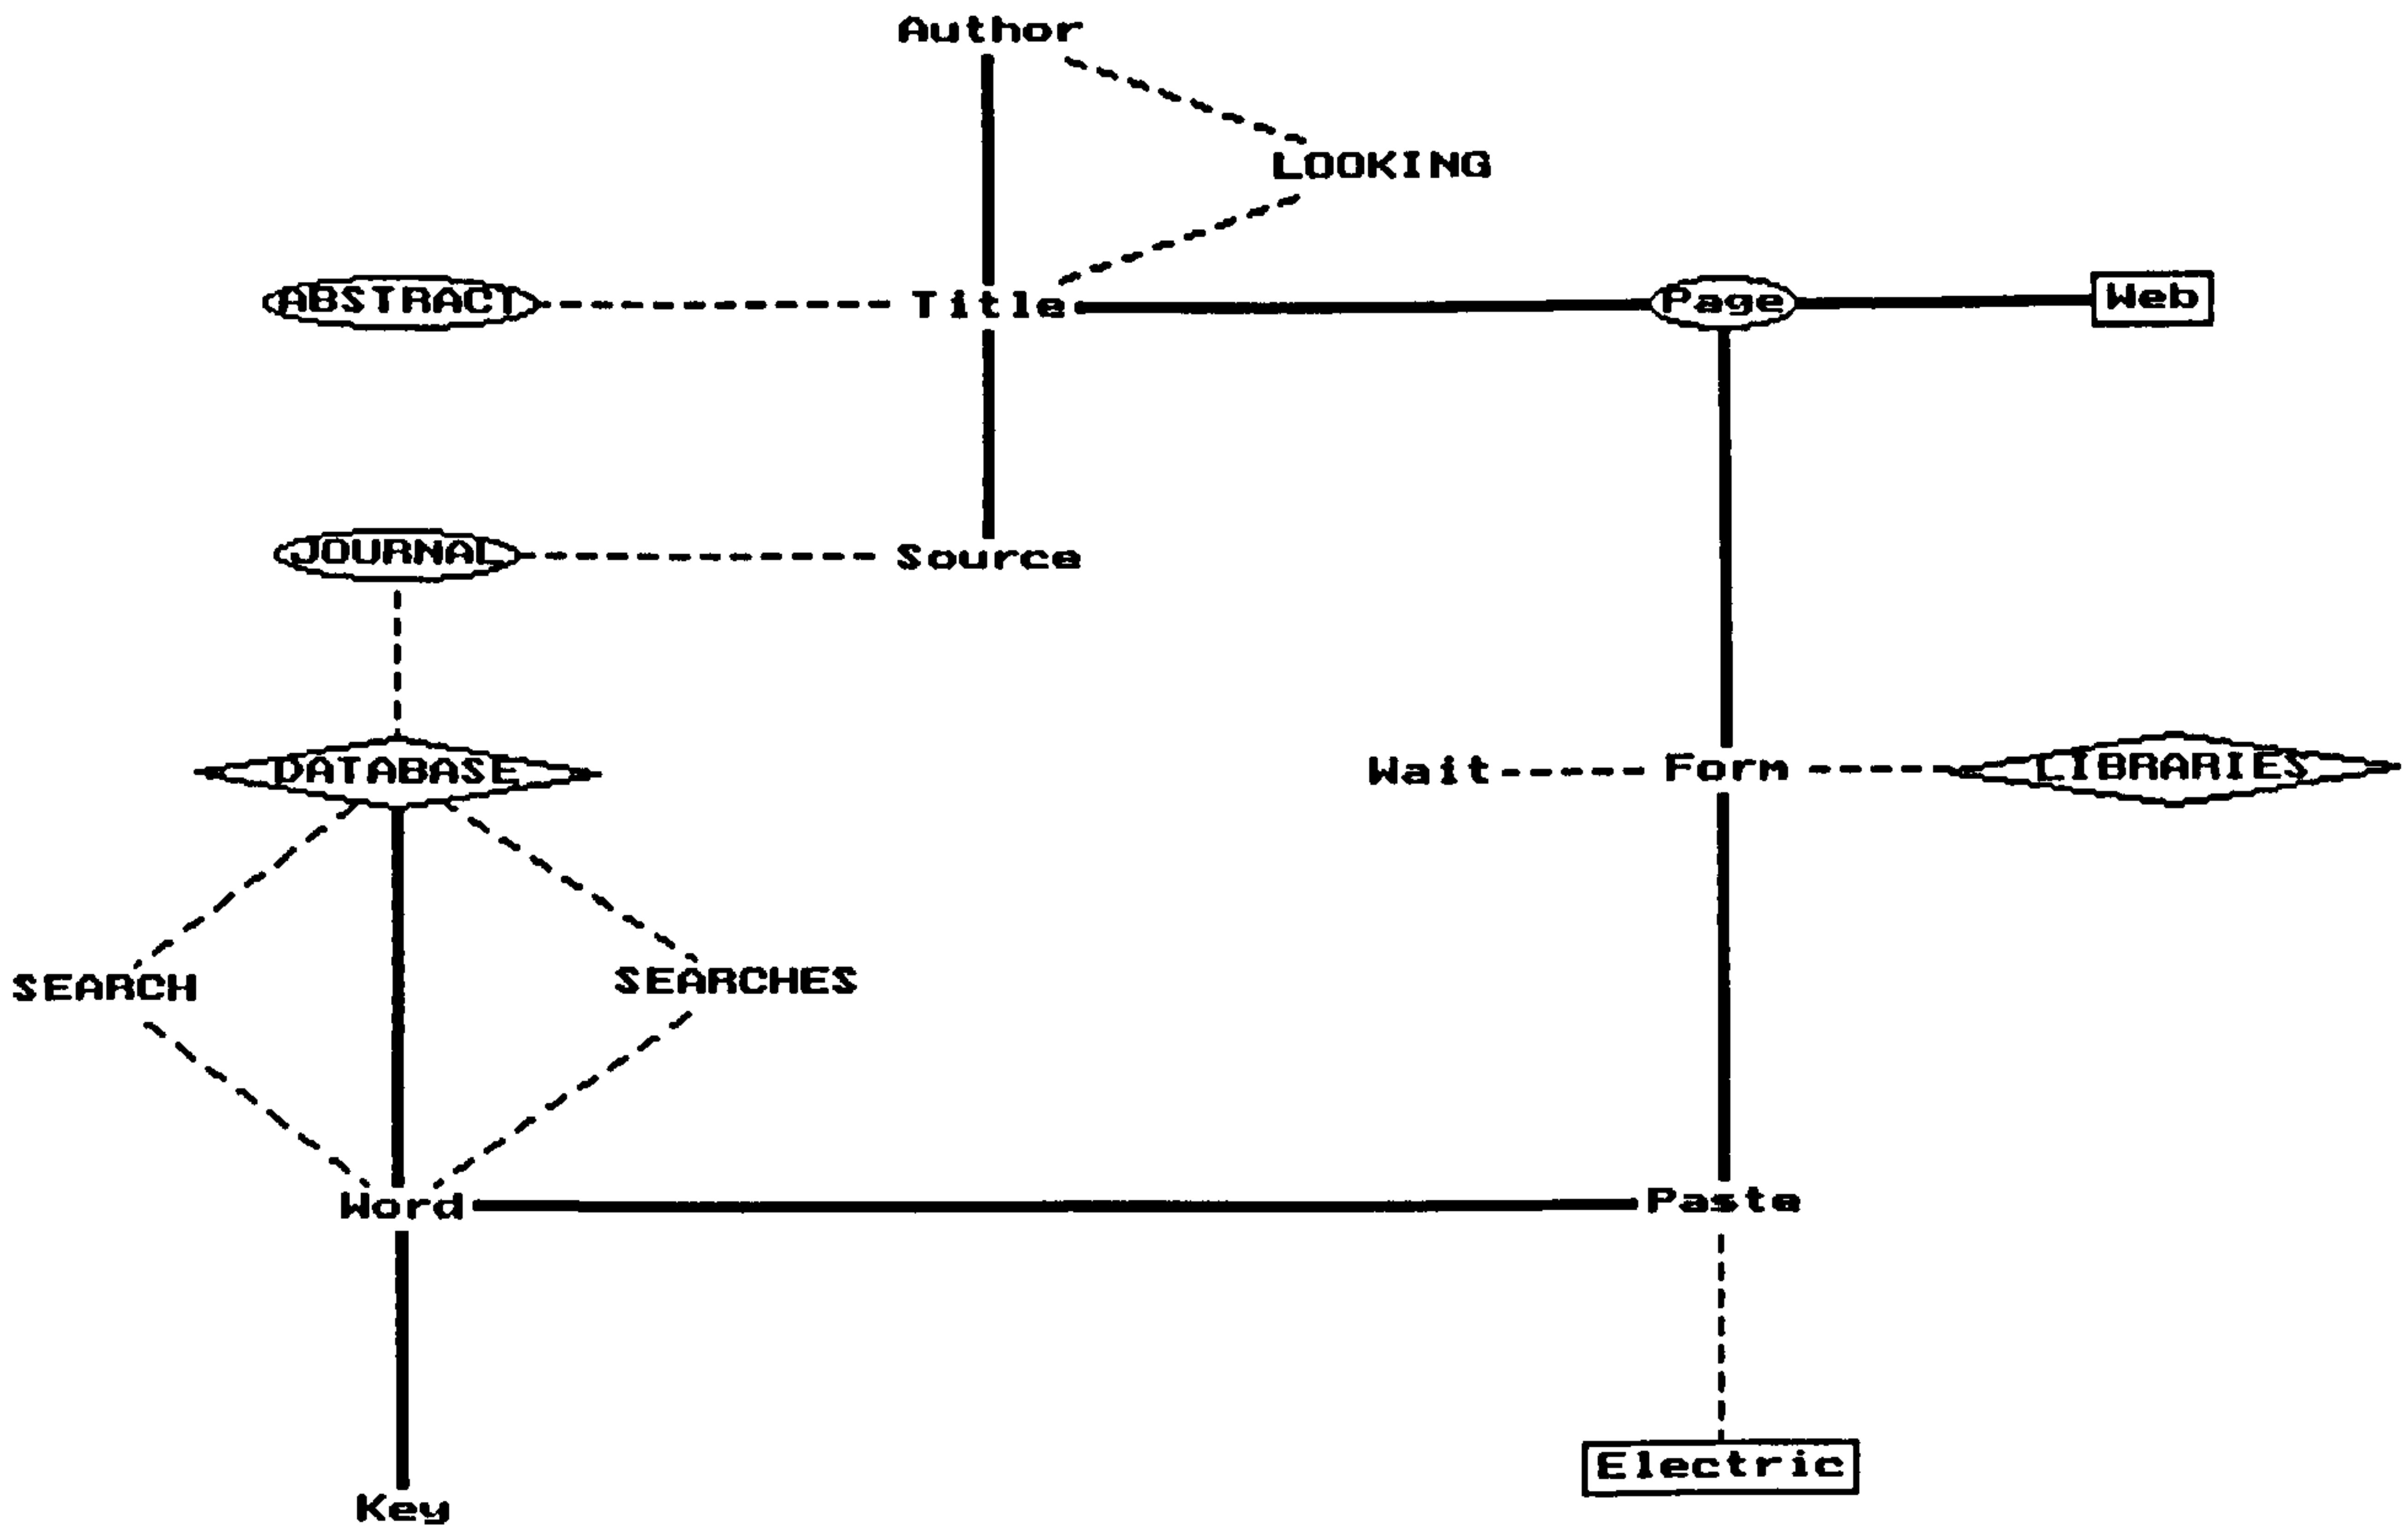 Author
LOOKING
ABSTRACT Title Page Web
JOURNAL Source
DATABASE Wait Form LIBRARIES
SEARCH SEARCHES
Word Paste
Electric
Key